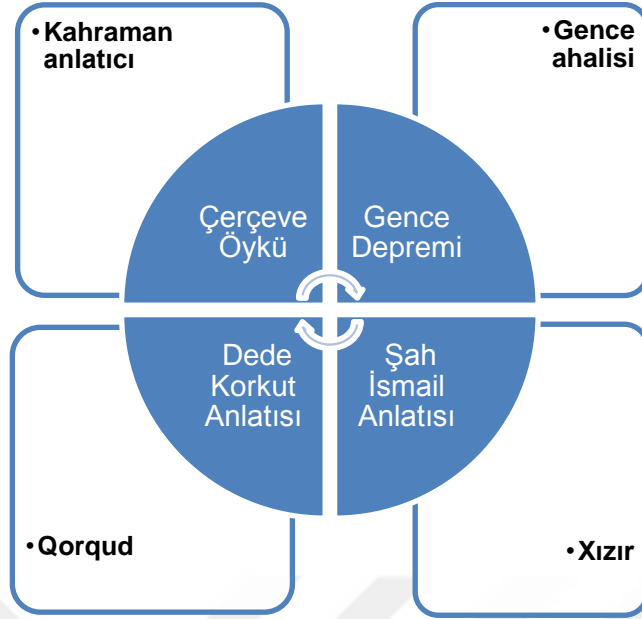 •Kahraman
anlatıcı
•Gence
ahalisi
Çerçeve
Öykü
Gence
Depremi
Dede
Korkut
Anlatısı
Şah
İsmail
Anlatısı
•Qorqud
•Xızır